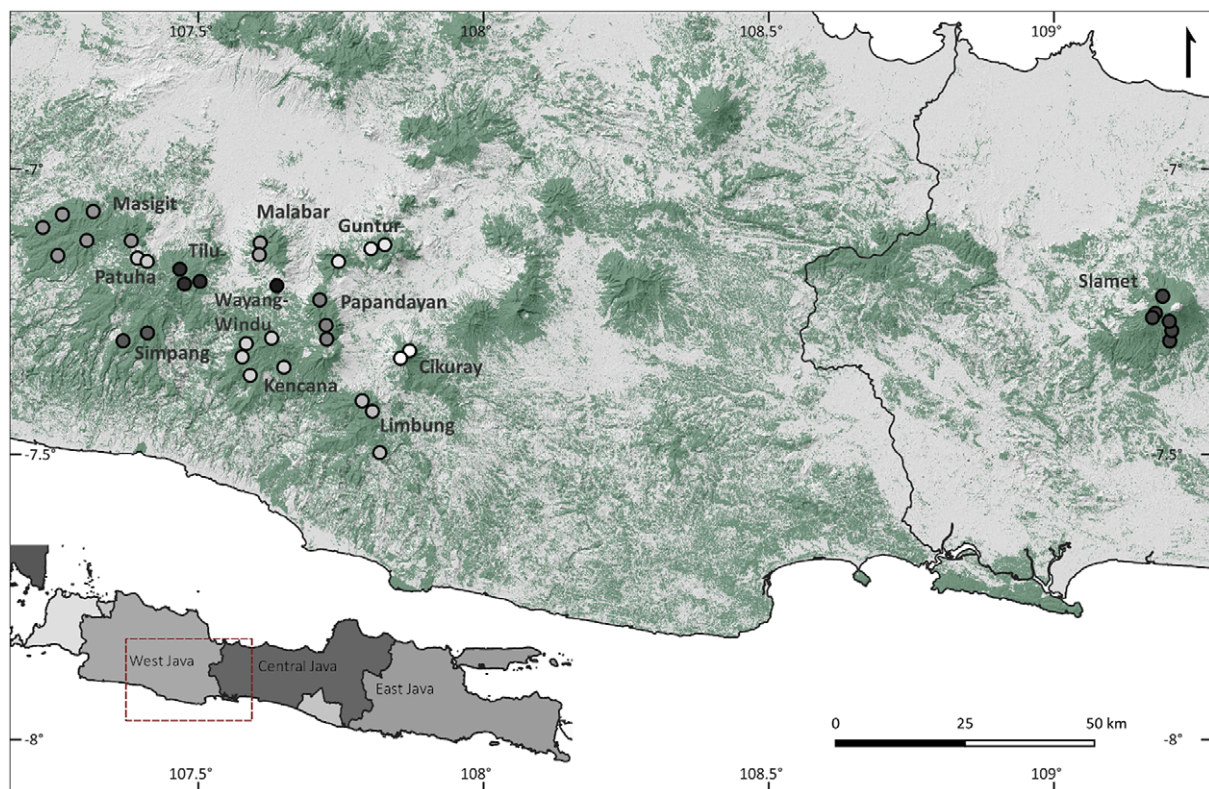 107.5°
108°
108.5°
109°
-7°
-7°
Masigit
Malabar
Guntur
Tilu
Patuha
Slamet
Wayang-
Windu
Papandayan
Simpang
Cikuray
Kencana
Limbung
-7.5°
-7.5°
West Java
Central Java
East Java
0
25
50 km
-8°
-8°
107.5°
108°
108.5°
109°